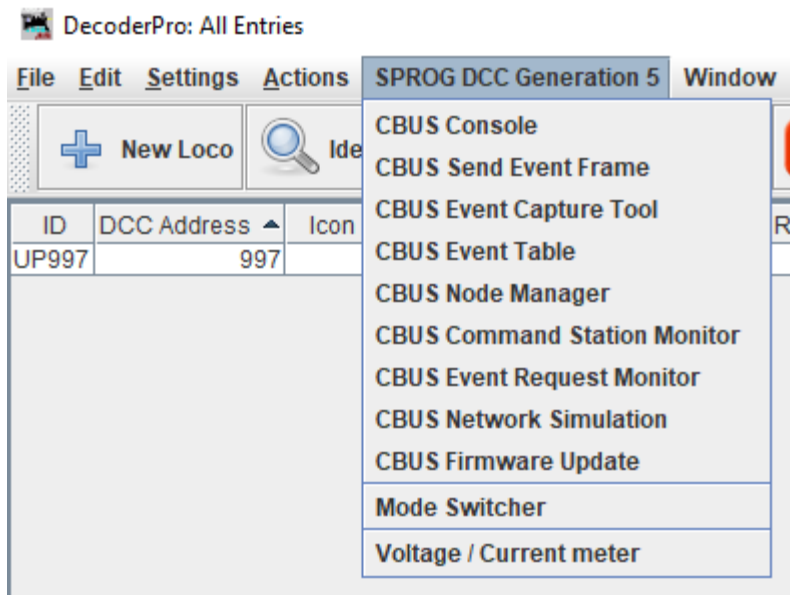 DecoderPro: All Entries
File Edit Settings Actions SPROG DCC Generation 5 Window
New Loco
CBUS Console
CBUS Send Event Frame
CBUS Event Capture Tool
CBUS Event Table
CBUS Node Manager
CBUS Command Station Monitor
CBUS Event Request Monitor
CBUS Network Simulation
CBUS Firmware Update
Mode Switcher
Voltage / Current meter
ID DCC Address Icon
UP997 997